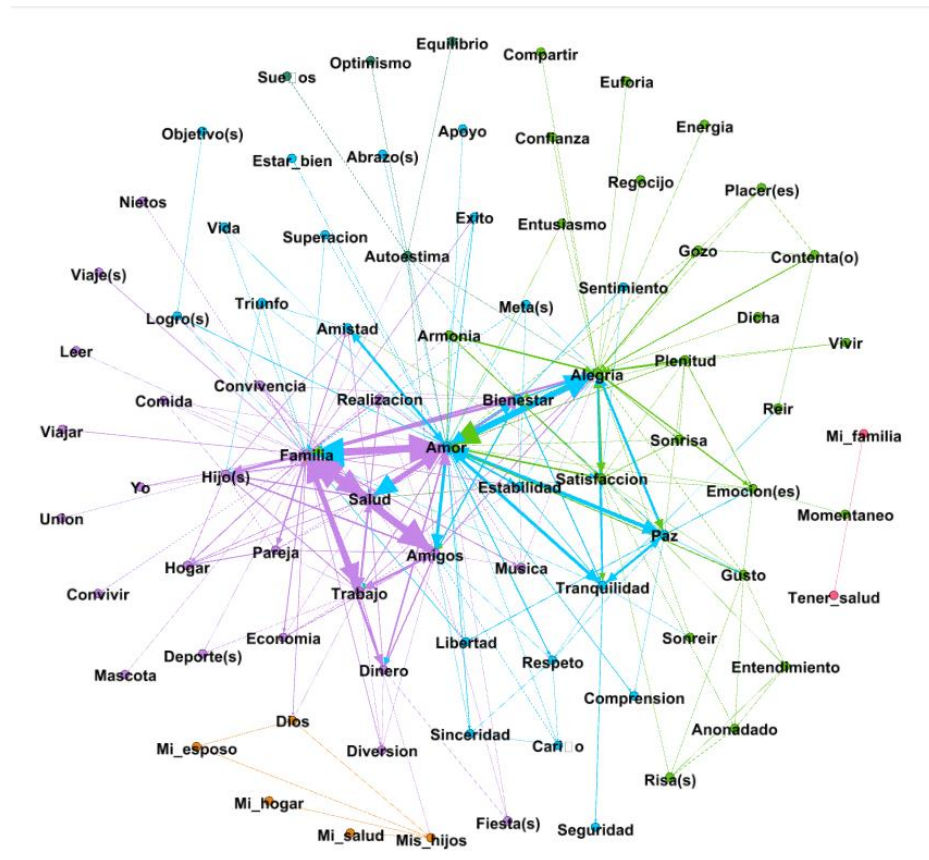 Equilibrio
Compartir
Optimismo
Sue□os
Euforia
Energia
Apoyo
Objetivo(s)
Confianza
Abrazo(s)
Estar_bien
Regocijo
Placer(es)
Nietos
Exito
Entusiasmo
Vida
Superacion
Gozo
Autoestima
Contenta(o)
Viaje(s)
Sentimiento
Triunfo
Meta(s)
Logro(s)
Dicha
Amistad
Armonia
Vivir
Leer
Plenitud
Alegria
Convivencia
Realizacion
Bienestar
Comida
Reir
Viajar
Mi_familia
Sonrisa
Amor
Familia
Hijo(s)
Yo
Estabilidad
Satisfaccion
Emocion(es)
Salud
Union
Momentaneo
Paz
Pareja
Amigos
Hogar
Musica
Gusto
Convivir
Trabajo
Tranquilidad
Tener_salud
Economia
Libertad
Sonreir
Deporte(s)
Mascota
Dinero
Respeto
Entendimiento
Comprension
Dios
Anonadado
Sinceridad
Mi_esposo
Diversion
Cari□o
Risa(s)
Mi_hogar
Fiesta(s)
Seguridad
Mi_salud
Mis_hijos